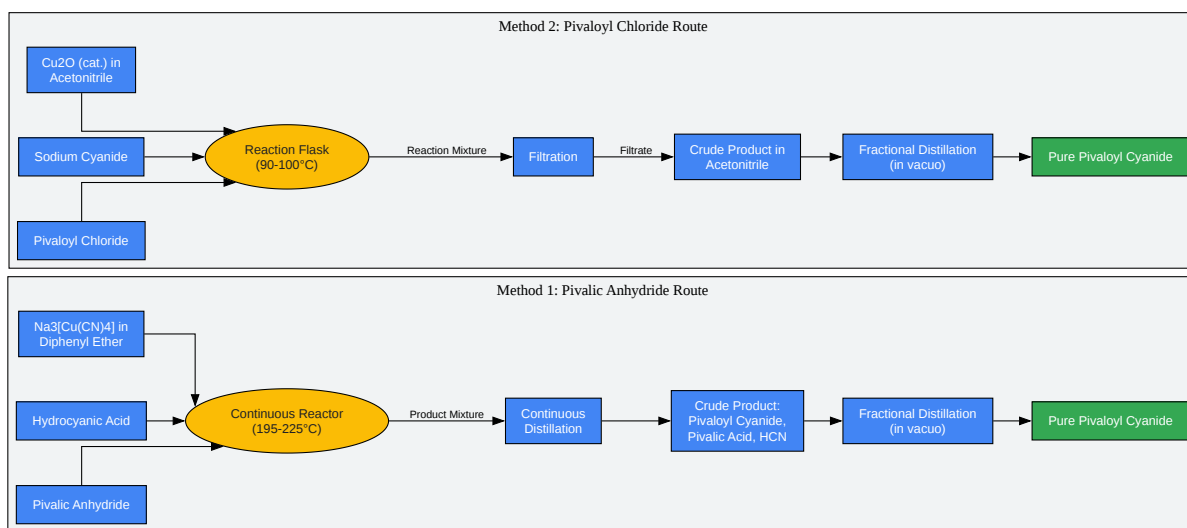 Method 2: Pivaloyl Chloride Route
Cu2O (cat.) in
Acetonitrile
Sodium Cyanide
Pivaloyl Chloride
Reaction Flask
(90-100°C)
Reaction Mixture
Filtration
Filtrate
Crude Product in
Acetonitrile
Fractional Distillation
(in vacuo)
Pure Pivaloyl Cyanide
Method 1: Pivalic Anhydride Route
Na3[Cu(CN)4] in
Diphenyl Ether
Hydrocyanic Acid
Pivalic Anhydride
Continuous Reactor
(195-225°C)
Product Mixture
Continuous
Distillation
Crude Product:
Pivaloyl Cyanide,
Pivalic Acid, HCN
Fractional Distillation
(in vacuo)
Pure Pivaloyl Cyanide